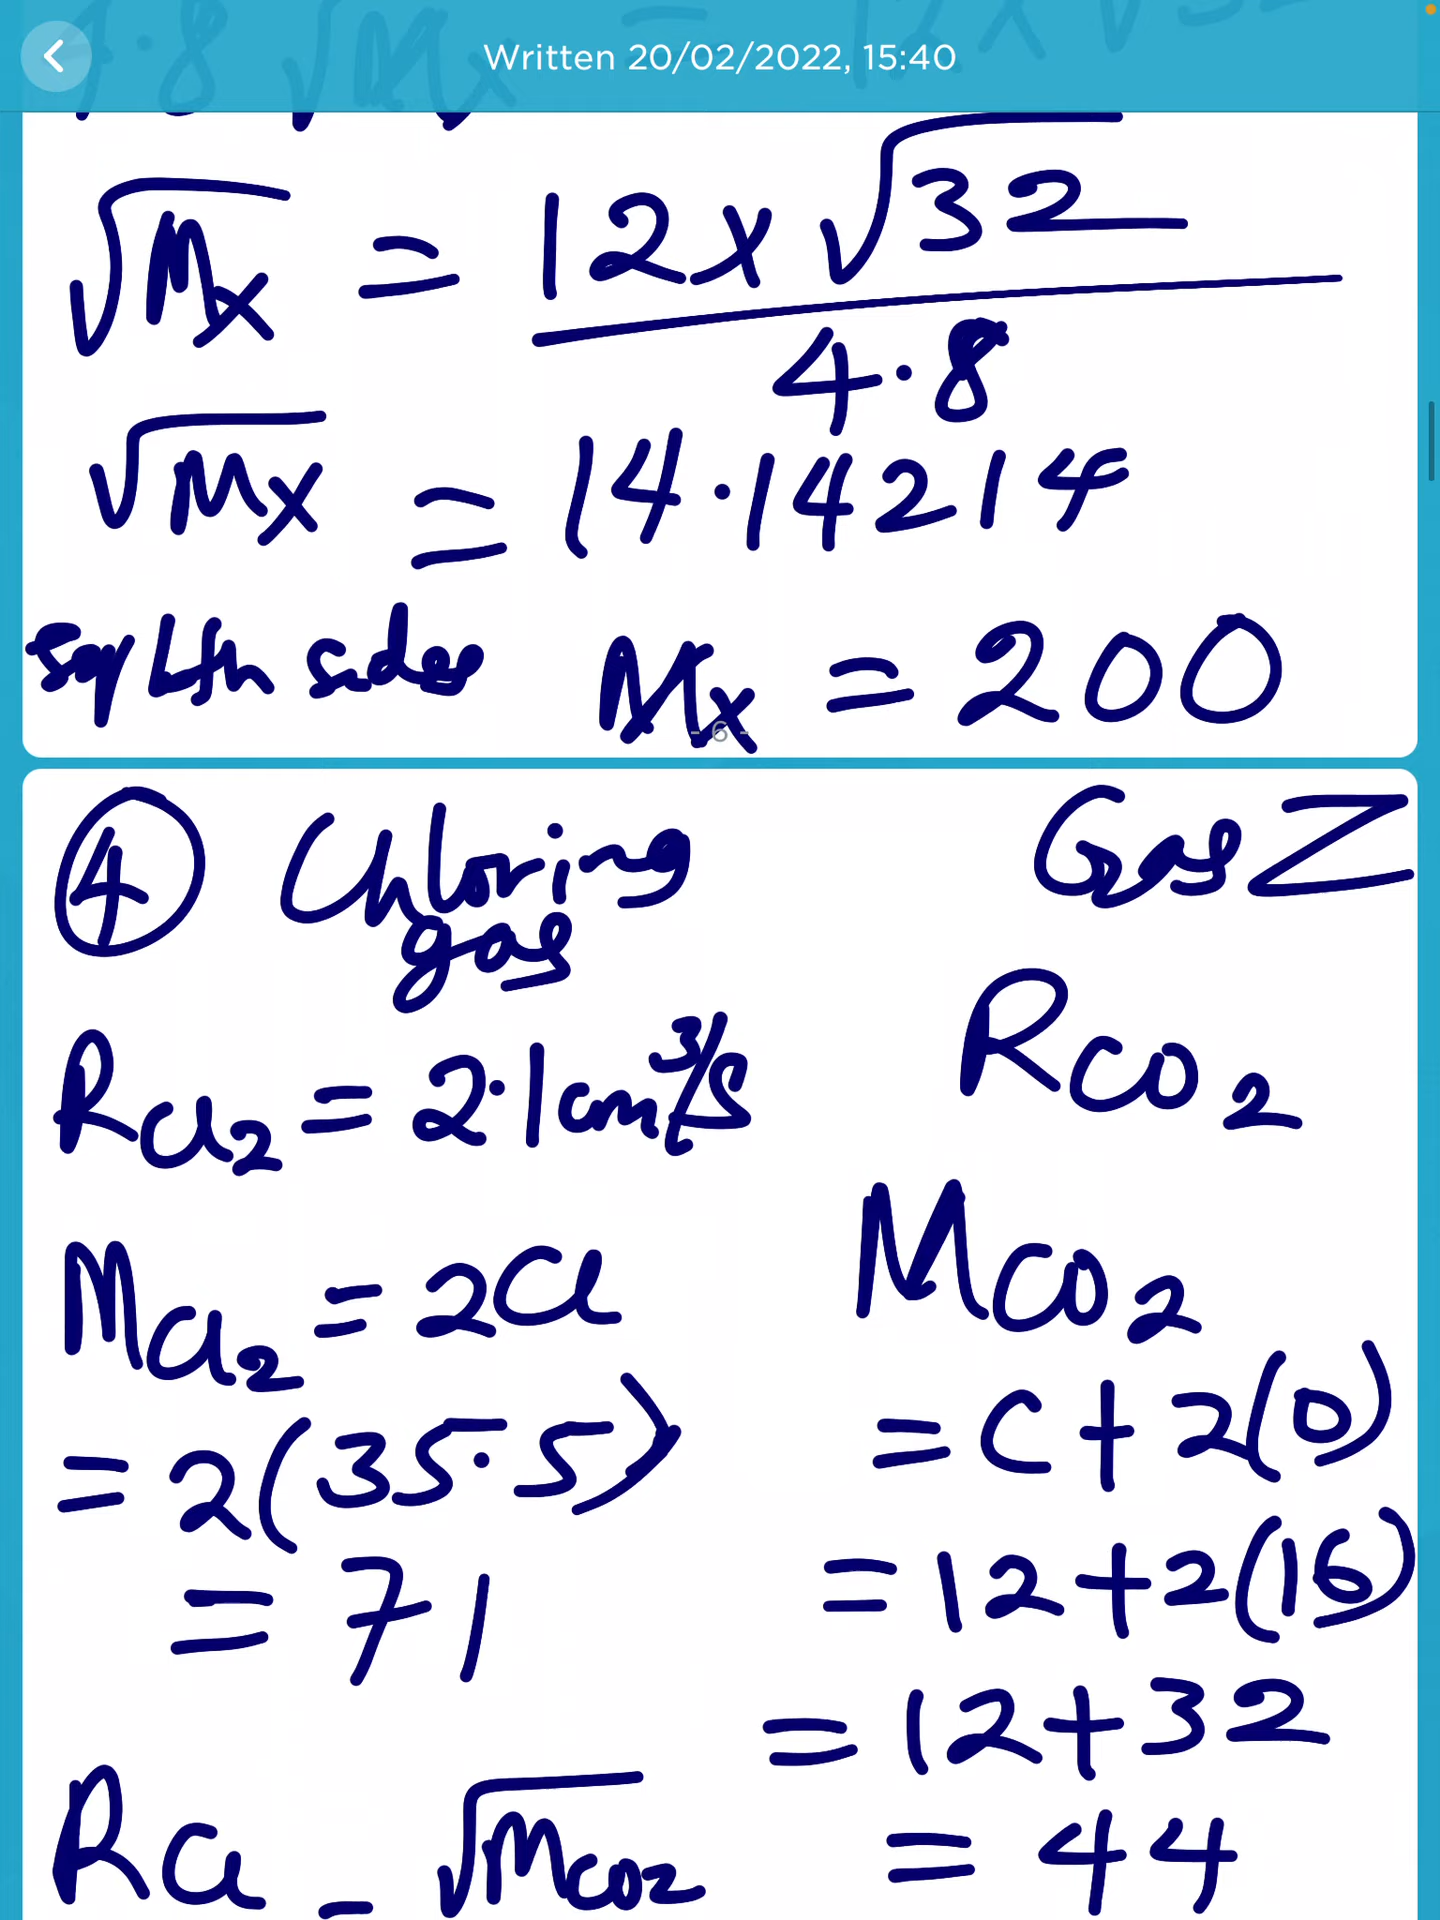 Written 20/02/2022, 15:40
√Mx = 12 x √32 / 4.8
√Mx = 14.14214
sq both sides Mx = 200
- 6 -
④ Chlorine gas Gas Z
RCl2 = 2.1cm³/s RCO2
MCl2 = 2Cl MCO2
= 2(35.5) = C + 2(O)
= 71 = 12 + 2(16)
= 12 + 32
RCl = √MCO2 = 44